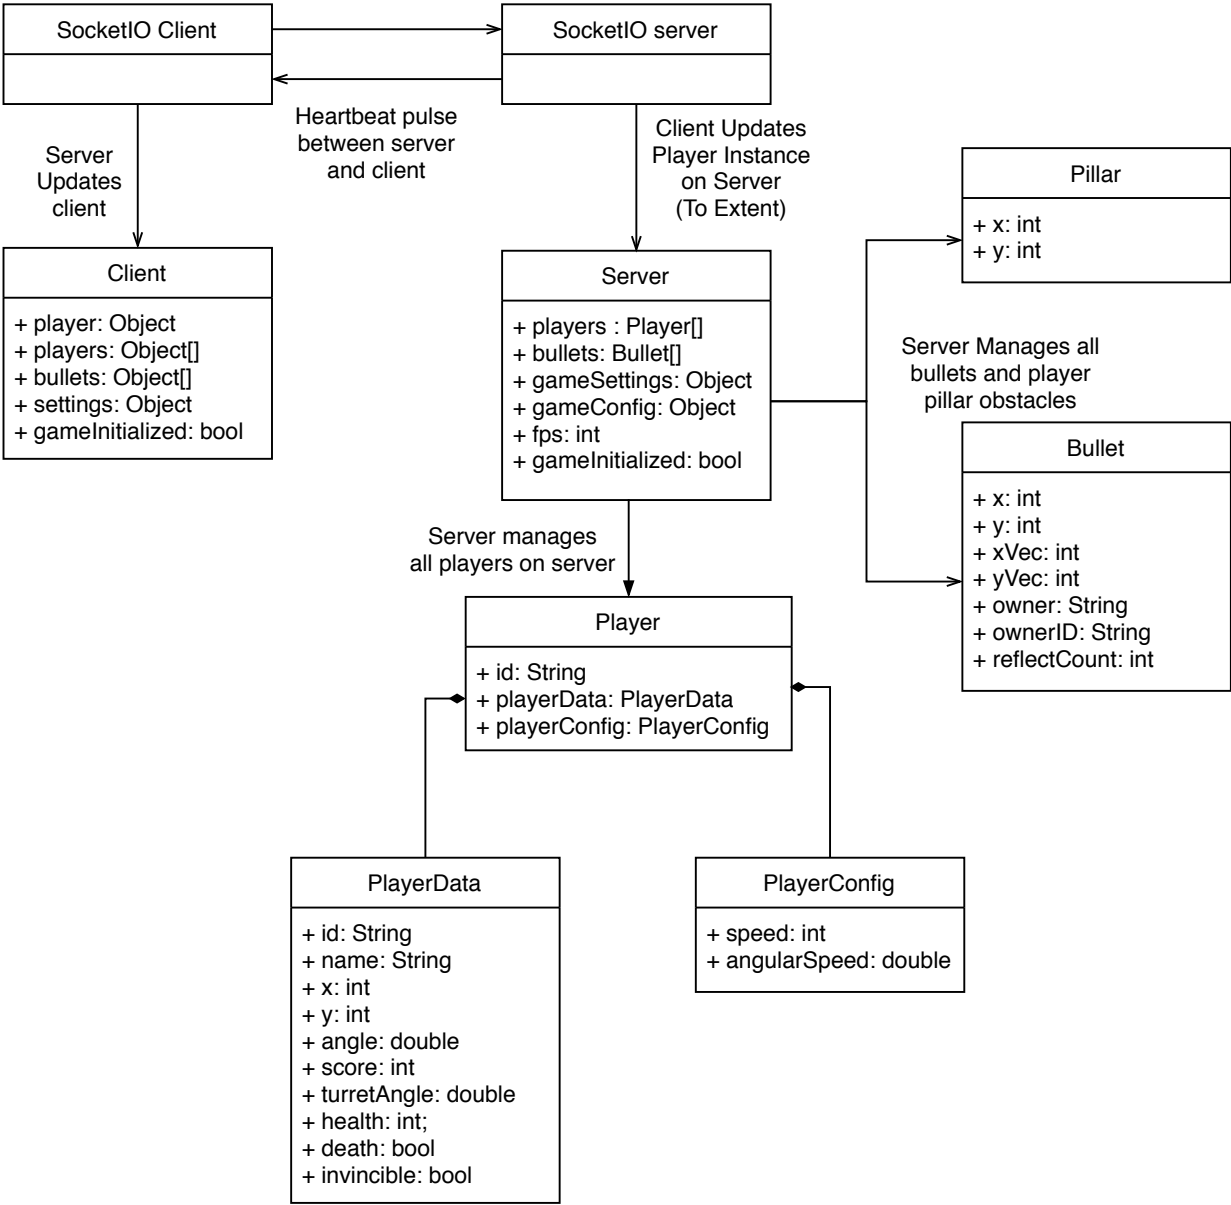 SocketIO Client
SocketIO server
Heartbeat pulse
between server
and client
Server
Updates
client
Client Updates
Player Instance
on Server
(To Extent)
Pillar
+ x: int
+ y: int
Client
+ player: Object
+ players: Object[]
+ bullets: Object[]
+ settings: Object
+ gameInitialized: bool
Server
+ players : Player[]
+ bullets: Bullet[]
+ gameSettings: Object
+ gameConfig: Object
+ fps: int
+ gameInitialized: bool
Server Manages all
bullets and player
pillar obstacles
Bullet
+ x: int
+ y: int
+ xVec: int
+ yVec: int
+ owner: String
+ ownerID: String
+ reflectCount: int
Server manages
all players on server
Player
+ id: String
+ playerData: PlayerData
+ playerConfig: PlayerConfig
PlayerData
+ id: String
+ name: String
+ x: int
+ y: int
+ angle: double
+ score: int
+ turretAngle: double
+ health: int;
+ death: bool
+ invincible: bool
PlayerConfig
+ speed: int
+ angularSpeed: double